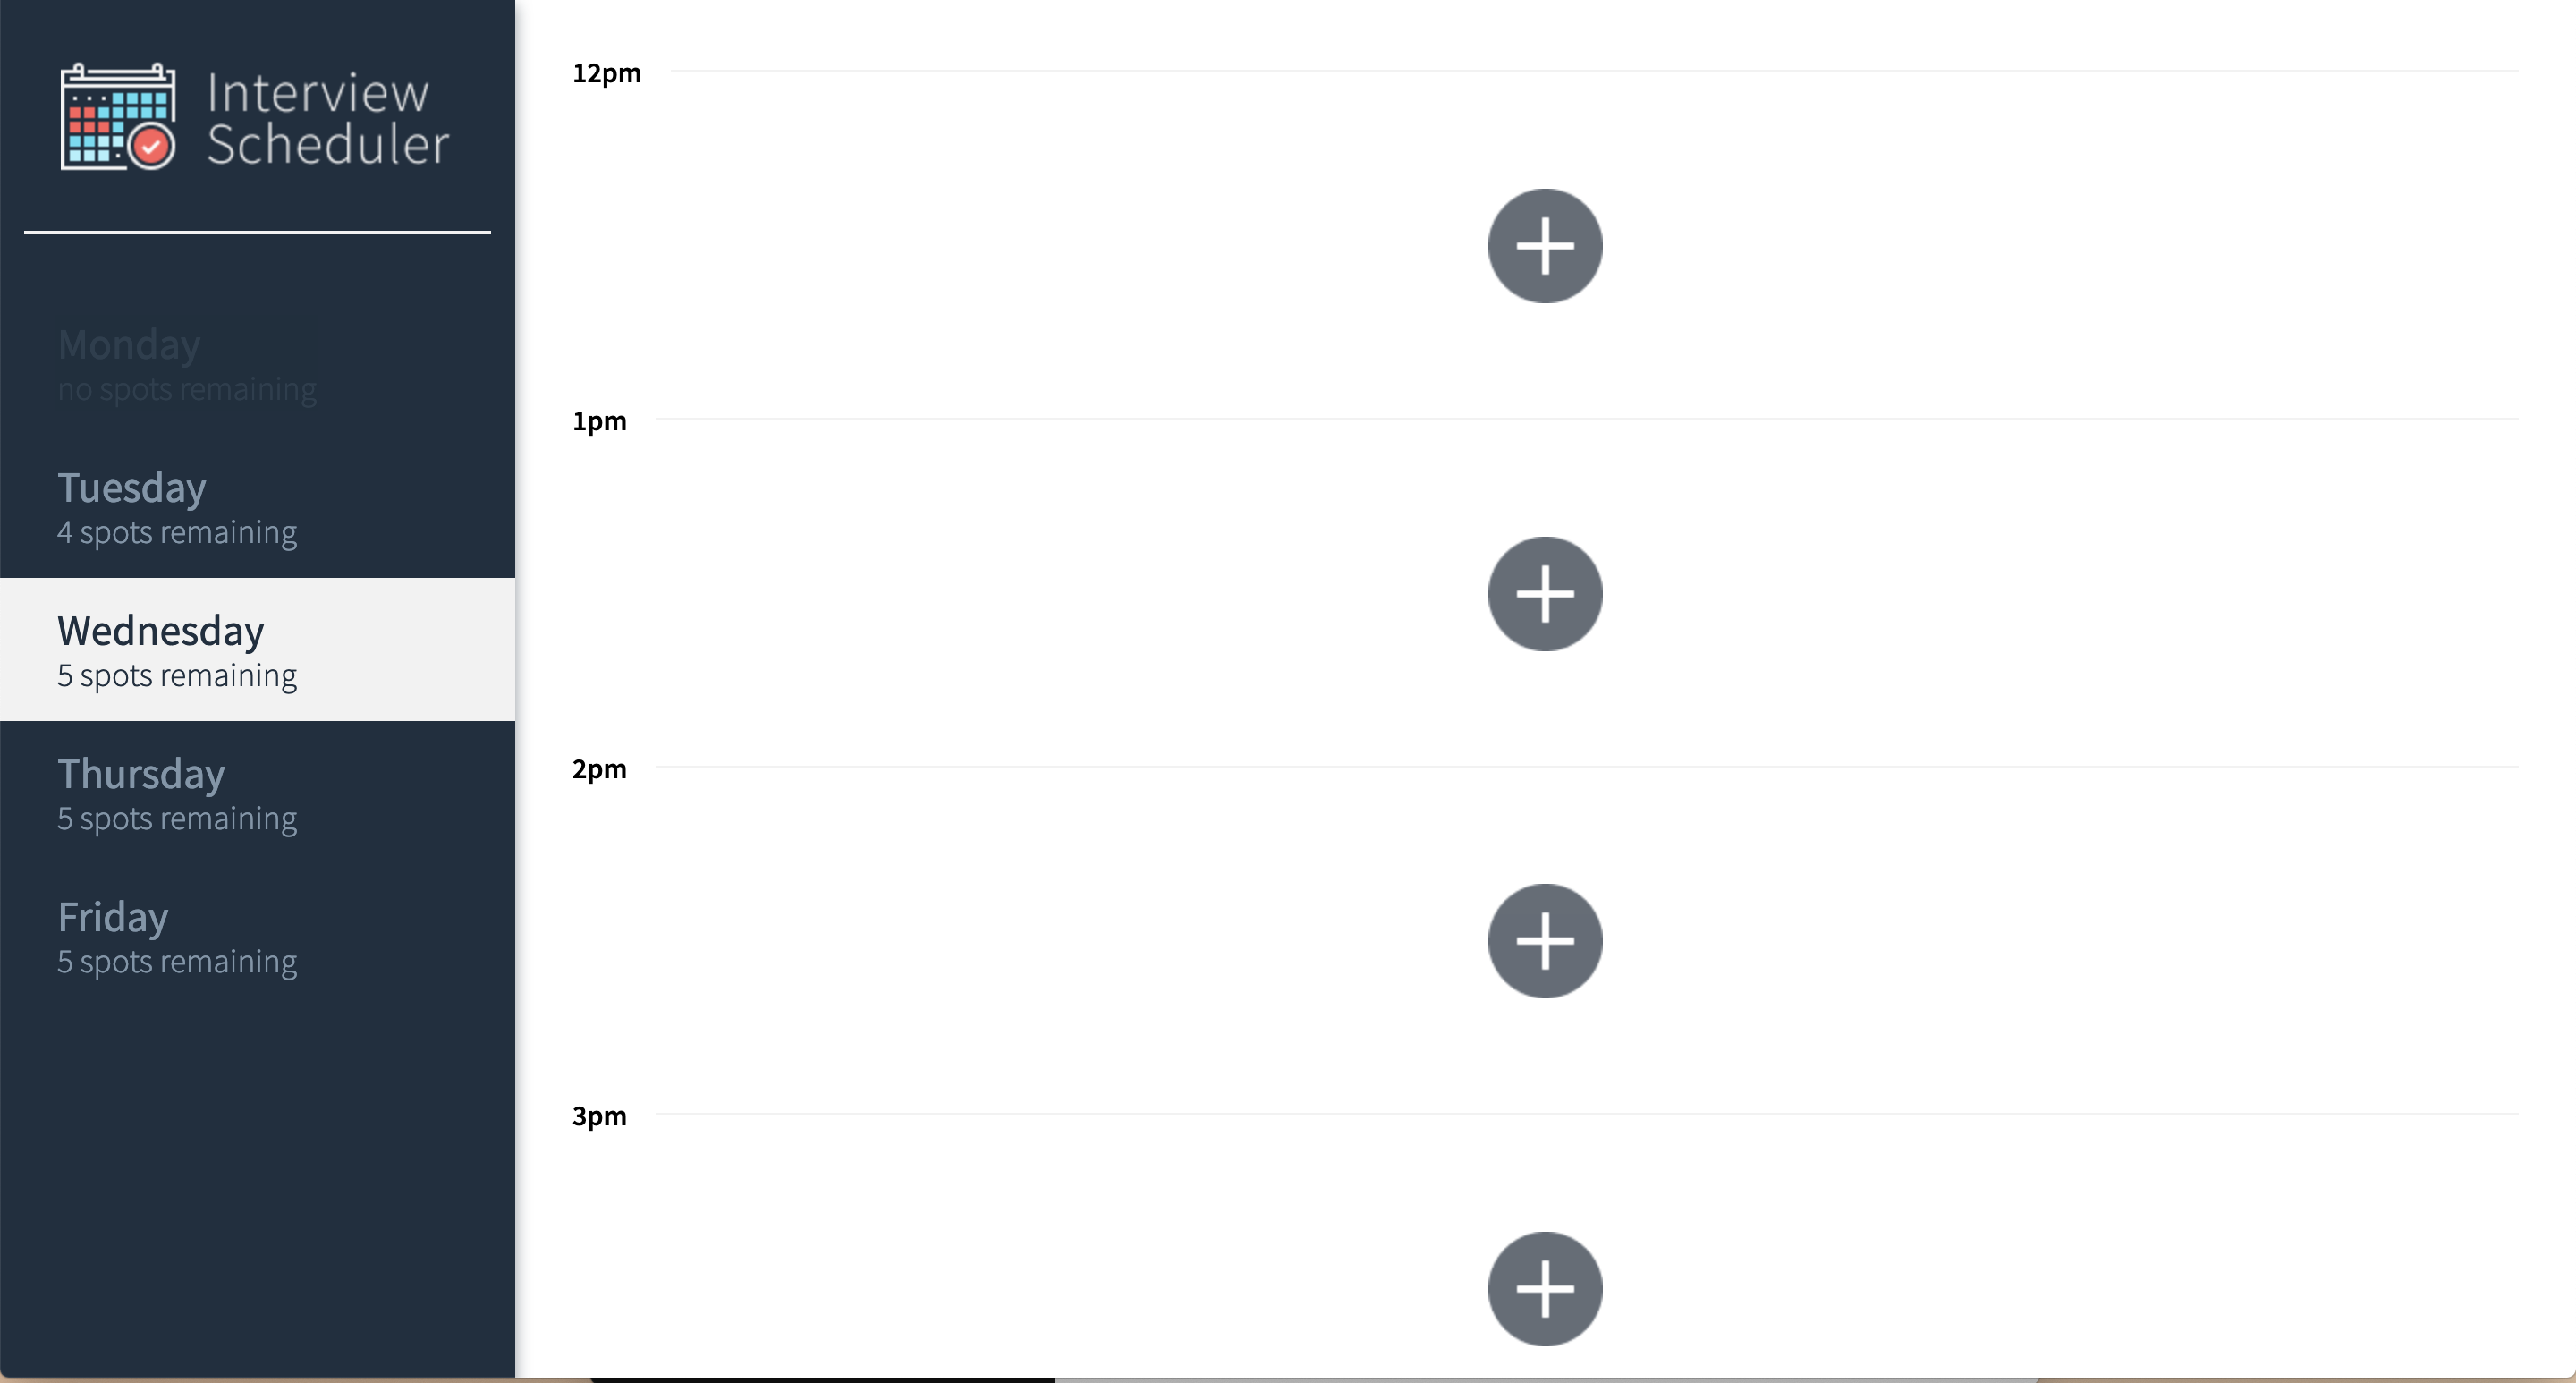 Interview
Scheduler
Monday
no spots remaining
Tuesday
4 spots remaining
Wednesday
5 spots remaining
Thursday
5 spots remaining
Friday
5 spots remaining
12pm
1pm
2pm
3pm